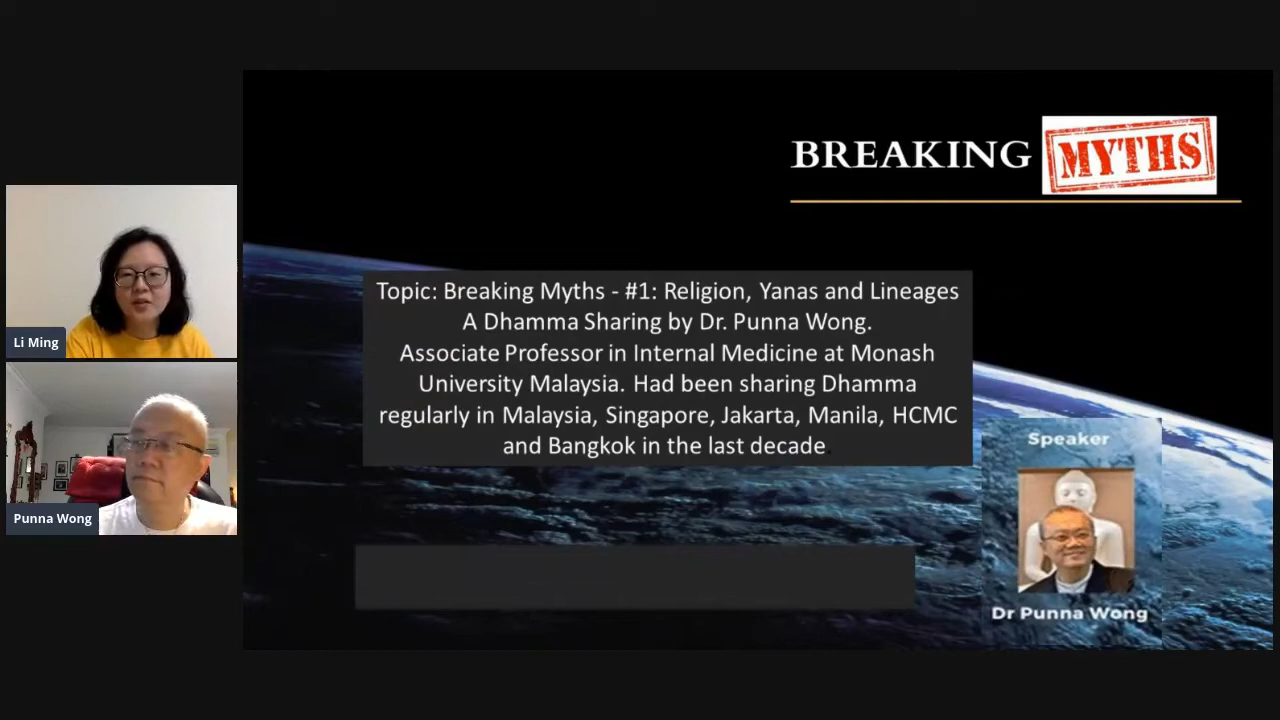 BREAKING MYTHS
Topic: Breaking Myths - #1: Religion, Yanas and Lineages
A Dhamma Sharing by Dr. Punna Wong.
Associate Professor in Internal Medicine at Monash
University Malaysia. Had been sharing Dhamma
regularly in Malaysia, Singapore, Jakarta, Manila, HCMC
and Bangkok in the last decade.
Li Ming
Punna Wong
Speaker
Dr Punna Wong